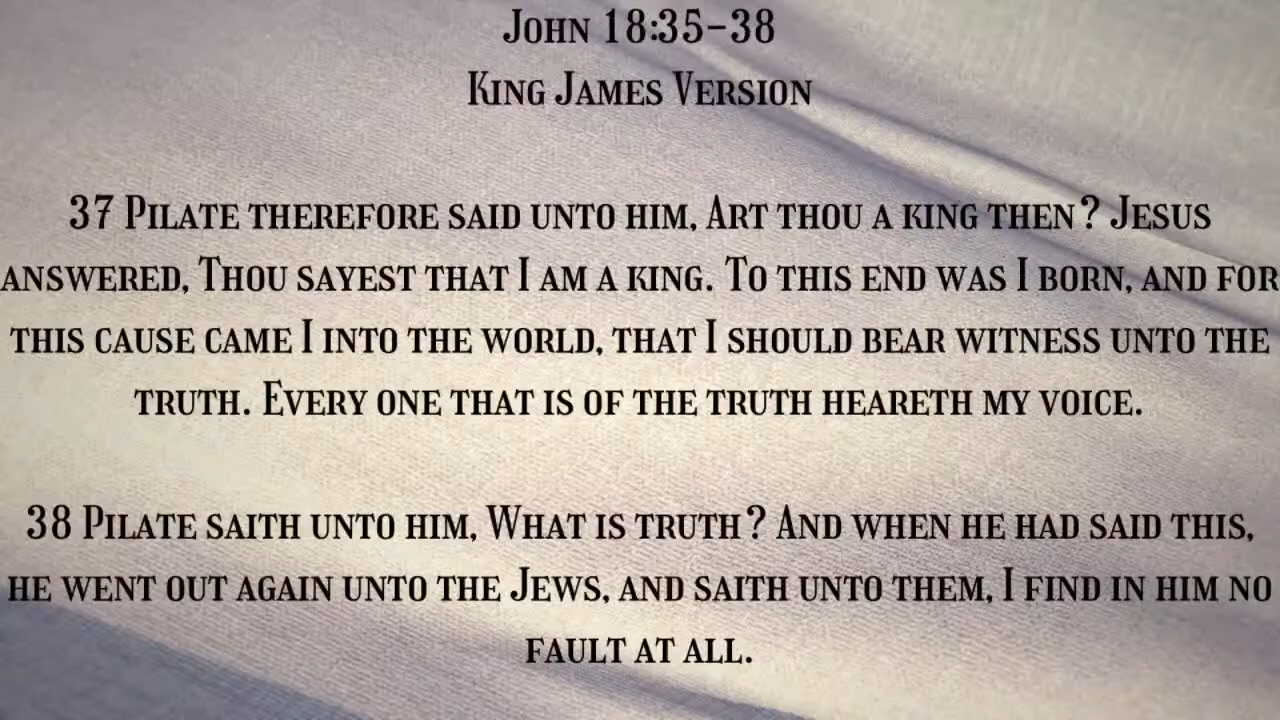 John 18:35-38
King James Version
37 Pilate therefore said unto him, Art thou a king then? Jesus
answered, Thou sayest that I am a king. To this end was I born, and for
this cause came I into the world, that I should bear witness unto the
truth. Every one that is of the truth heareth my voice.
38 Pilate saith unto him, What is truth? And when he had said this,
he went out again unto the Jews, and saith unto them, I find in him no
fault at all.